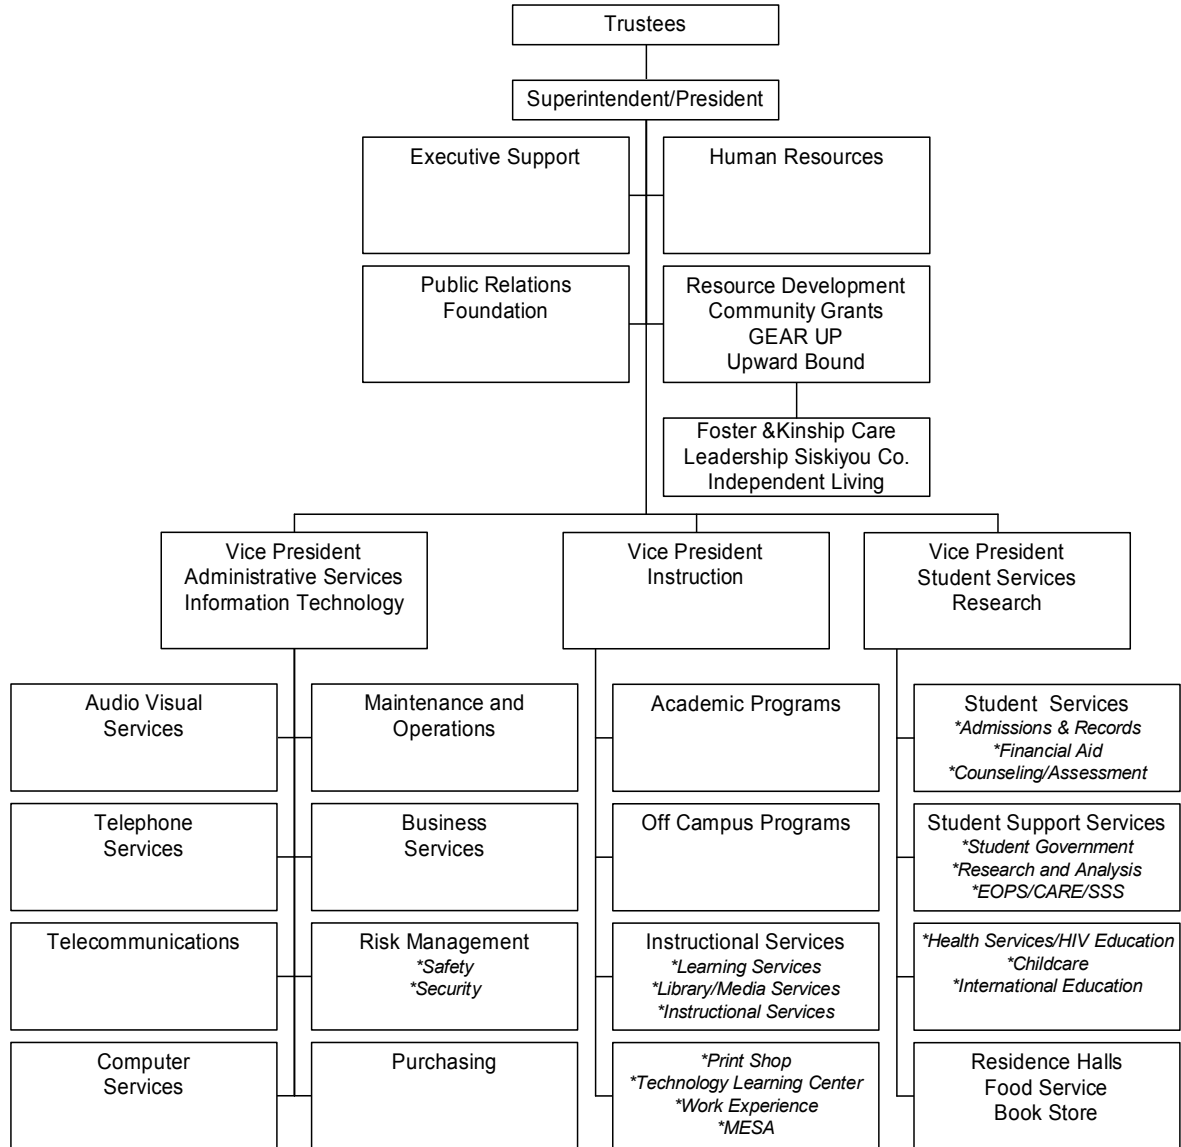 Trustees
Superintendent/President
Executive Support
Human Resources
Public Relations
Foundation
Resource Development
Community Grants
GEAR UP
Upward Bound
Foster &Kinship Care
Leadership Siskiyou Co.
Independent Living
Vice President
Administrative Services
Information Technology
Vice President
Instruction
Vice President
Student Services
Research
Audio Visual
Services
Maintenance and
Operations
Academic Programs
Student  Services
*Admissions & Records
*Financial Aid
*Counseling/Assessment
Telephone
Services
Business
Services
Off Campus Programs
Student Support Services
*Student Government
*Research and Analysis
*EOPS/CARE/SSS
Telecommunications
Risk Management
*Safety
*Security
Instructional Services
*Learning Services
*Library/Media Services
*Instructional Services
*Health Services/HIV Education
*Childcare
*International Education
Computer
Services
Purchasing
*Print Shop
*Technology Learning Center
*Work Experience
*MESA
Residence Halls
Food Service
Book Store